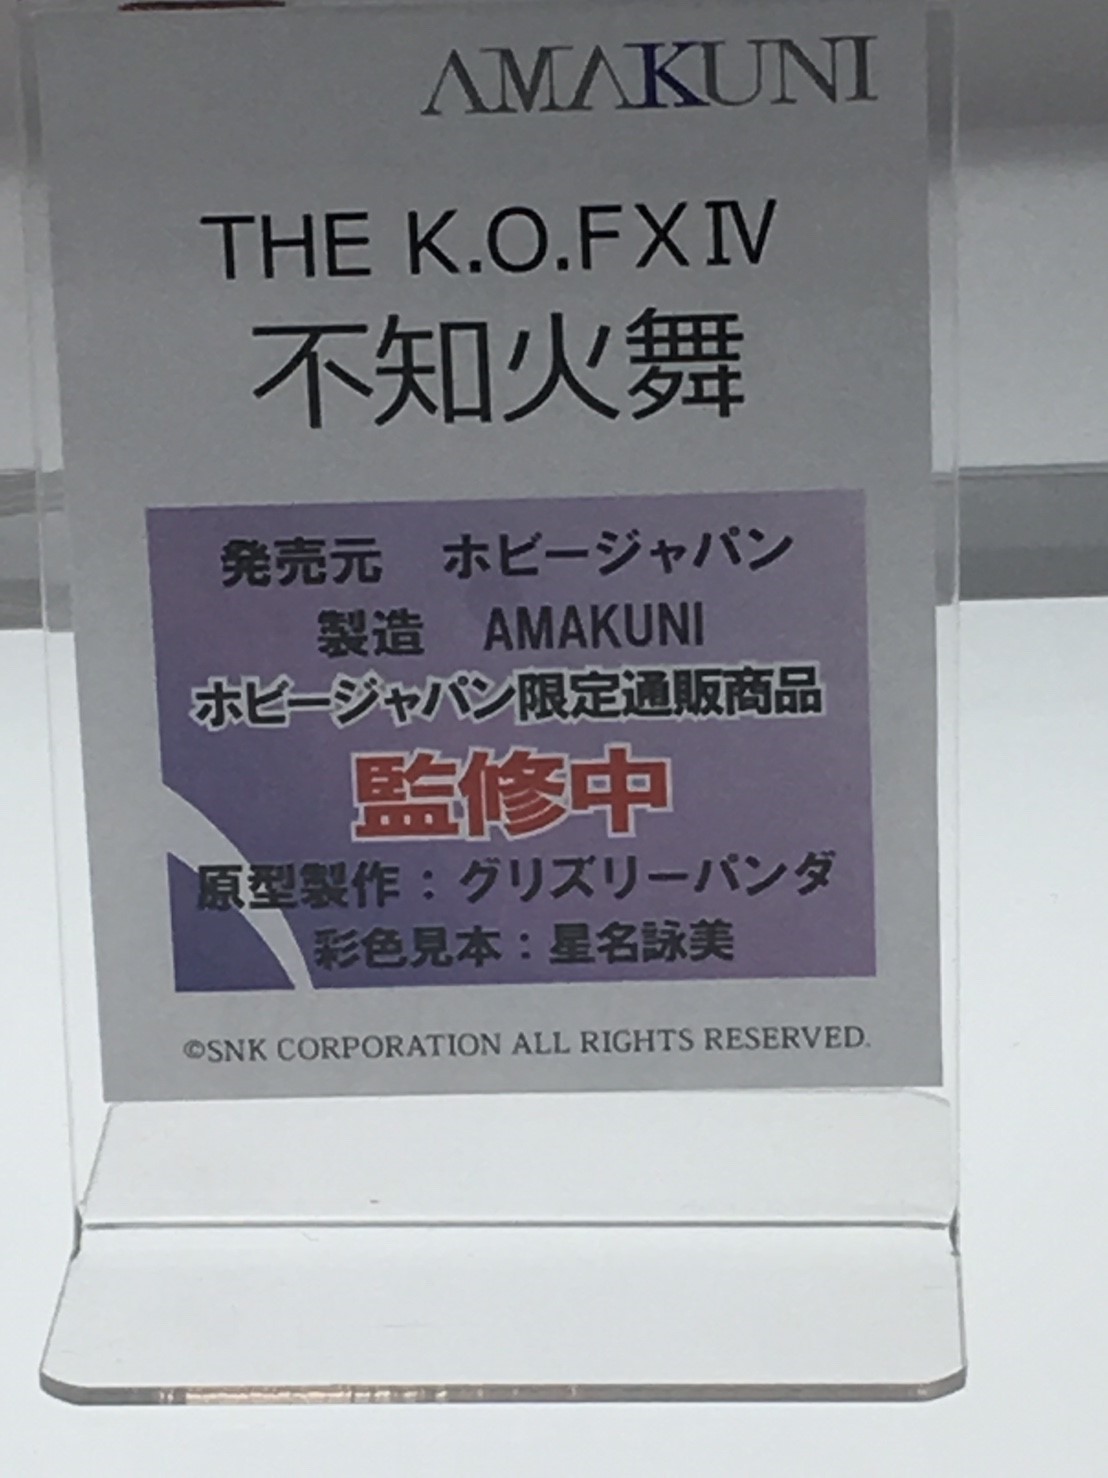 AMAKUNI
THE K.O.F XⅣ
不知火舞
発売元　ホビージャパン
製造　AMAKUNI
ホビージャパン限定通販商品
監修中
原型製作：グリズリーパンダ
彩色見本：星名詠美
©SNK CORPORATION ALL RIGHTS RESERVED.